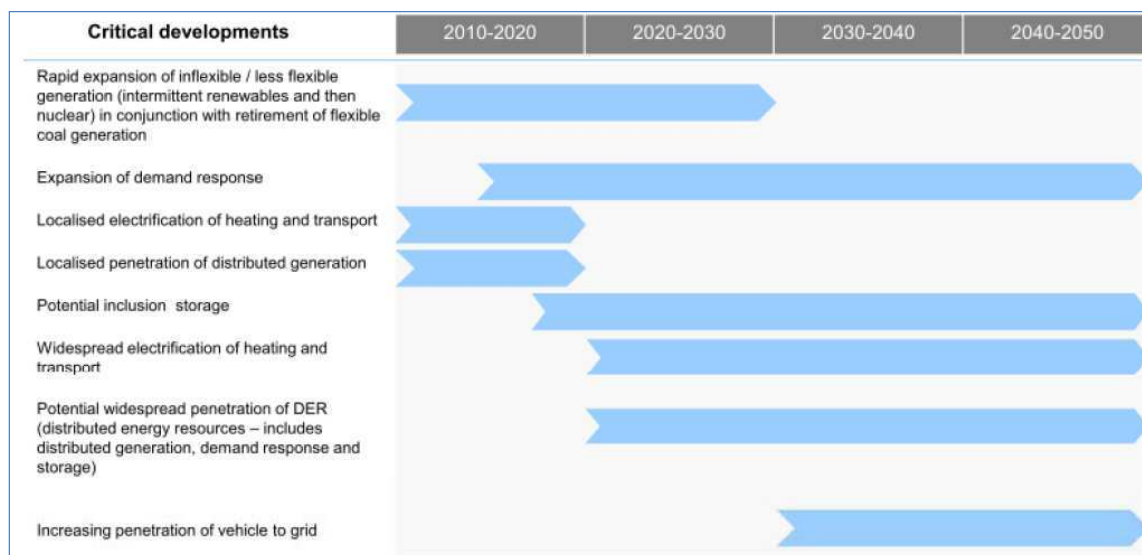 Critical developments 2010-2020 2020-2030 2030-2040 2040-2050
Rapid expansion of inflexible / less flexible
generation (intermittent renewables and then
nuclear) in conjunction with retirement of flexible
coal generation
Expansion of demand response
Localised electrification of heating and transport
Localised penetration of distributed generation
Potential inclusion storage
Widespread electrification of heating and
transport
Potential widespread penetration of DER
(distributed energy resources – includes
distributed generation, demand response and
storage)
Increasing penetration of vehicle to grid